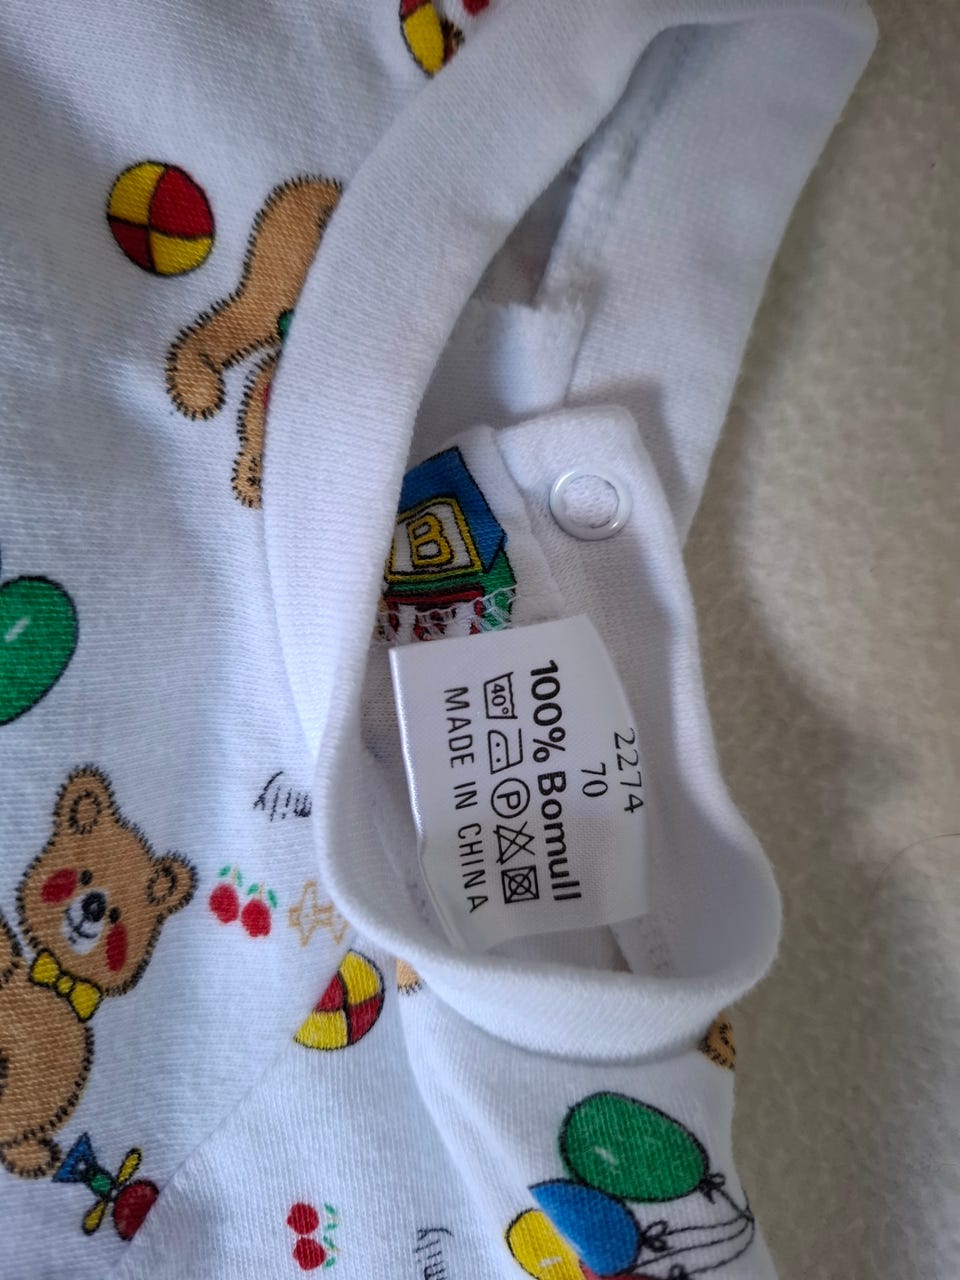 2274
70
100% Bomull
40° P
MADE IN CHINA
B